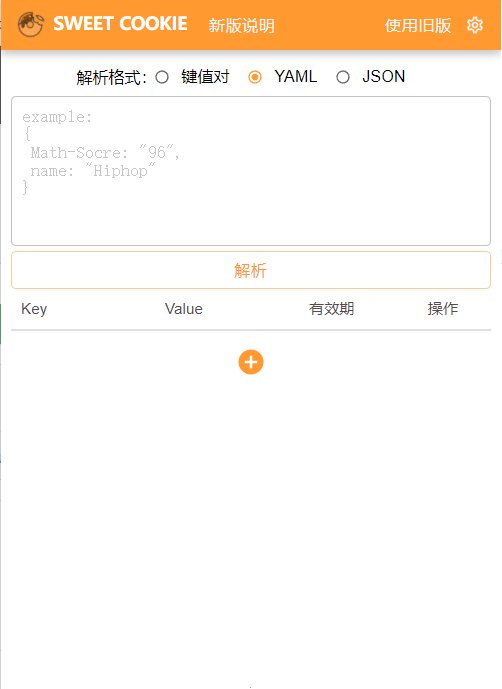 SWEET COOKIE 新版说明 使用旧版
解析格式: 键值对 YAML JSON
example:
{
Math-Socre: "96",
name: "Hiphop"
}
解析
Key Value 有效期 操作